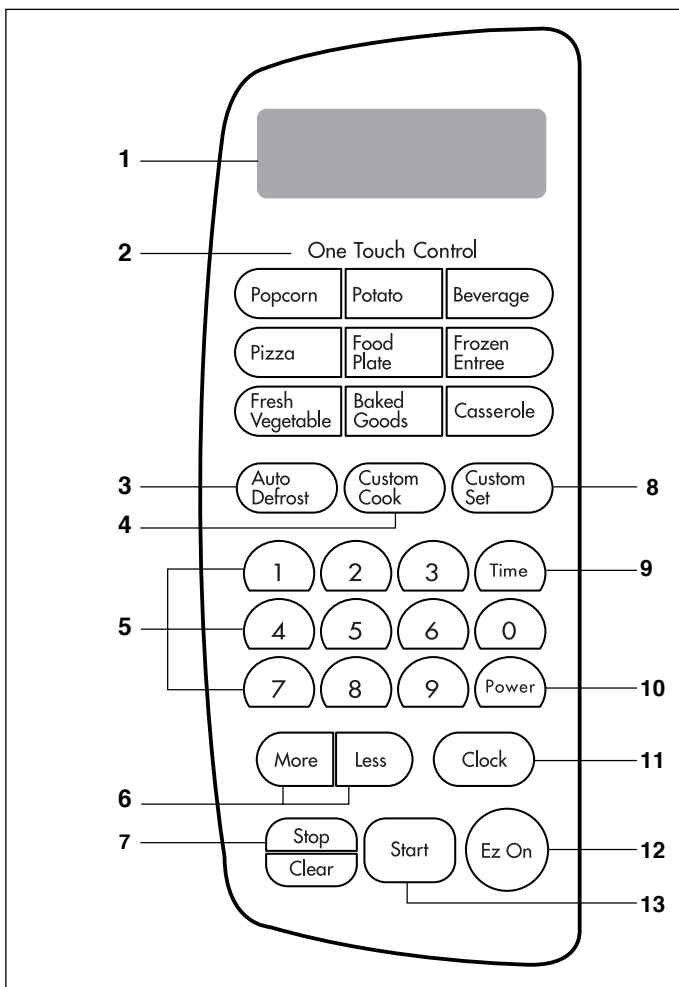 1
2
One Touch Control
Popcorn
Potato
Beverage
Pizza
Food
Plate
Frozen
Entree
Fresh
Vegetable
Baked
Goods
Casserole
3
Auto
Defrost
Custom
Cook
Custom
Set
8
4
1
2
3
Time
9
5
4
5
6
0
7
8
9
Power
10
More
Less
Clock
11
6
7
Stop
Clear
Start
Ez On
12
13